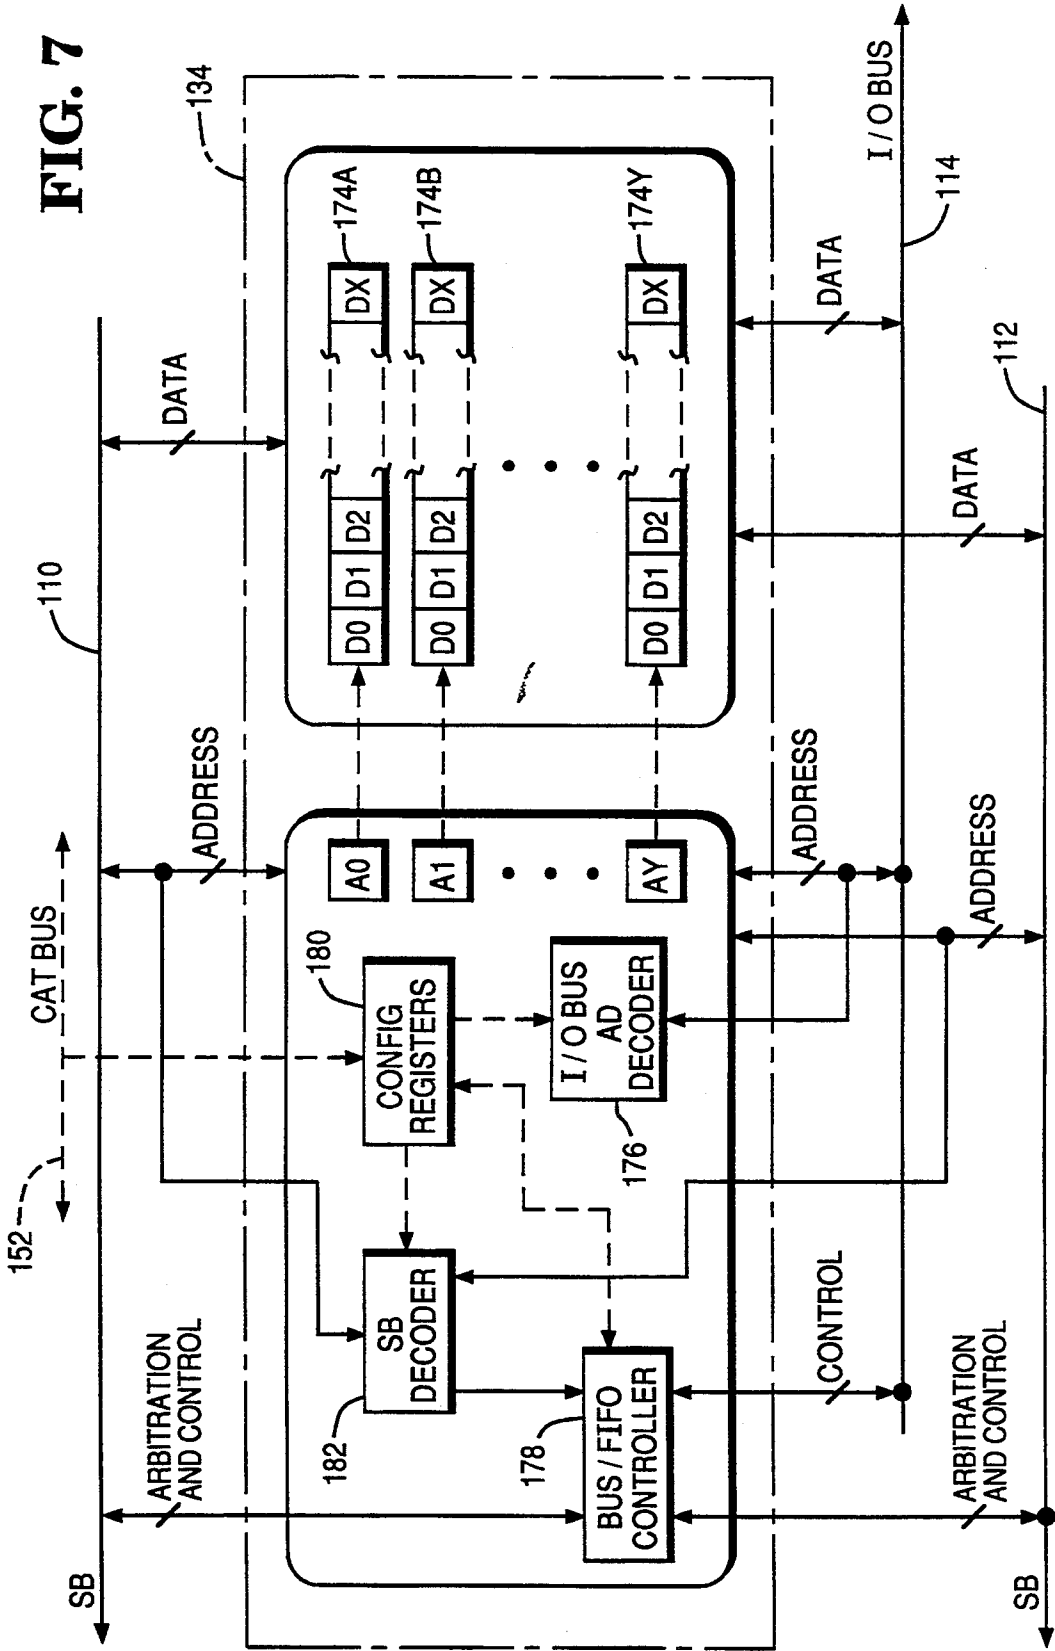 FIG. 7
SB
110
CAT BUS
152
ARBITRATION
AND CONTROL
ADDRESS
DATA
134
182
SB
DECODER
CONFIG
REGISTERS
180
A0
D0 D1 D2 DX
174A
A1
D0 D1 D2 DX
174B
178
BUS / FIFO
CONTROLLER
176
I / O BUS
AD
DECODER
AY
D0 D1 D2 DX
174Y
CONTROL
ADDRESS
DATA
I / O BUS
114
ARBITRATION
AND CONTROL
ADDRESS
DATA
112
SB